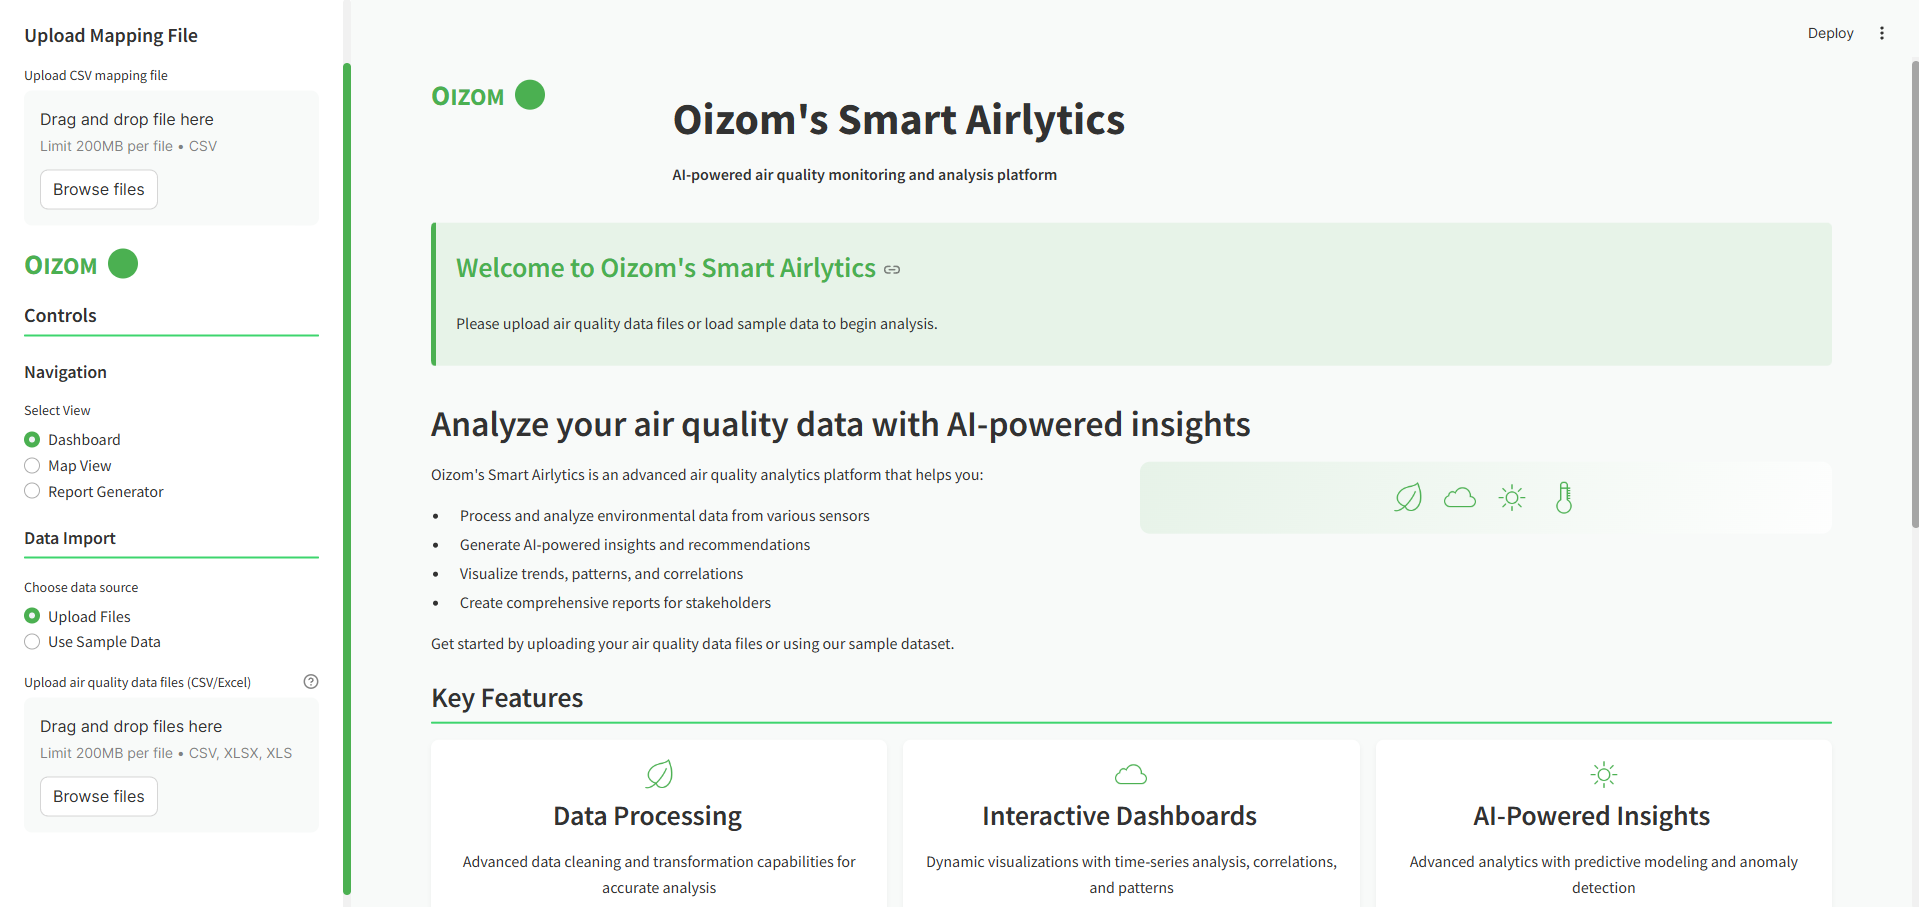 Upload Mapping File
Upload CSV mapping file
Drag and drop file here
Limit 200MB per file • CSV
Browse files
OIZOM
Controls
Navigation
Select View
Dashboard
Map View
Report Generator
Data Import
Choose data source
Upload Files
Use Sample Data
Upload air quality data files (CSV/Excel)
Drag and drop files here
Limit 200MB per file • CSV, XLSX, XLS
Browse files
Deploy
OIZOM
Oizom's Smart Airlytics
AI-powered air quality monitoring and analysis platform
Welcome to Oizom's Smart Airlytics
Please upload air quality data files or load sample data to begin analysis.
Analyze your air quality data with AI-powered insights
Oizom's Smart Airlytics is an advanced air quality analytics platform that helps you:
• Process and analyze environmental data from various sensors
• Generate AI-powered insights and recommendations
• Visualize trends, patterns, and correlations
• Create comprehensive reports for stakeholders
Get started by uploading your air quality data files or using our sample dataset.
Key Features
Data Processing
Advanced data cleaning and transformation capabilities for
accurate analysis
Interactive Dashboards
Dynamic visualizations with time-series analysis, correlations,
and patterns
AI-Powered Insights
Advanced analytics with predictive modeling and anomaly
detection